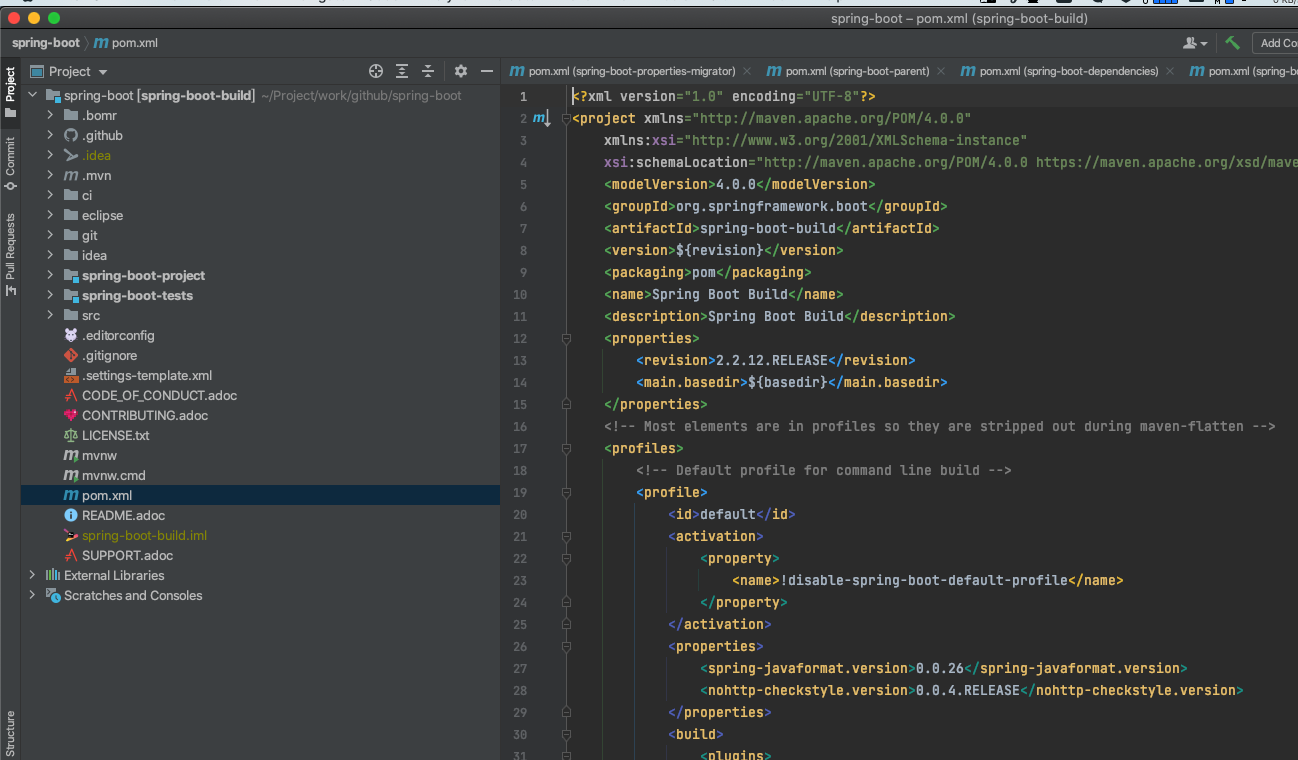 spring-boot – pom.xml (spring-boot-build)
spring-boot pom.xml
Add Co
Project
Commit
Pull Requests
Structure
Project
spring-boot [spring-boot-build] ~/Project/work/github/spring-boot
.bomr
.github
.idea
.mvn
ci
eclipse
git
idea
spring-boot-project
spring-boot-tests
src
.editorconfig
.gitignore
.settings-template.xml
CODE_OF_CONDUCT.adoc
CONTRIBUTING.adoc
LICENSE.txt
mvnw
mvnw.cmd
pom.xml
README.adoc
spring-boot-build.iml
SUPPORT.adoc
External Libraries
Scratches and Consoles
pom.xml (spring-boot-properties-migrator) pom.xml (spring-boot-parent) pom.xml (spring-boot-dependencies) pom.xml (spring-bo
1 <?xml version="1.0" encoding="UTF-8"?>
2 <project xmlns="http://maven.apache.org/POM/4.0.0"
3 xmlns:xsi="http://www.w3.org/2001/XMLSchema-instance"
4 xsi:schemaLocation="http://maven.apache.org/POM/4.0.0 https://maven.apache.org/xsd/mave
5 <modelVersion>4.0.0</modelVersion>
6 <groupId>org.springframework.boot</groupId>
7 <artifactId>spring-boot-build</artifactId>
8 <version>${revision}</version>
9 <packaging>pom</packaging>
10 <name>Spring Boot Build</name>
11 <description>Spring Boot Build</description>
12 <properties>
13 <revision>2.2.12.RELEASE</revision>
14 <main.basedir>${basedir}</main.basedir>
15 </properties>
16 <!-- Most elements are in profiles so they are stripped out during maven-flatten -->
17 <profiles>
18 <!-- Default profile for command line build -->
19 <profile>
20 <id>default</id>
21 <activation>
22 <property>
23 <name>!disable-spring-boot-default-profile</name>
24 </property>
25 </activation>
26 <properties>
27 <spring-javaformat.version>0.0.26</spring-javaformat.version>
28 <nohttp-checkstyle.version>0.0.4.RELEASE</nohttp-checkstyle.version>
29 </properties>
30 <build>
31 <plugins>